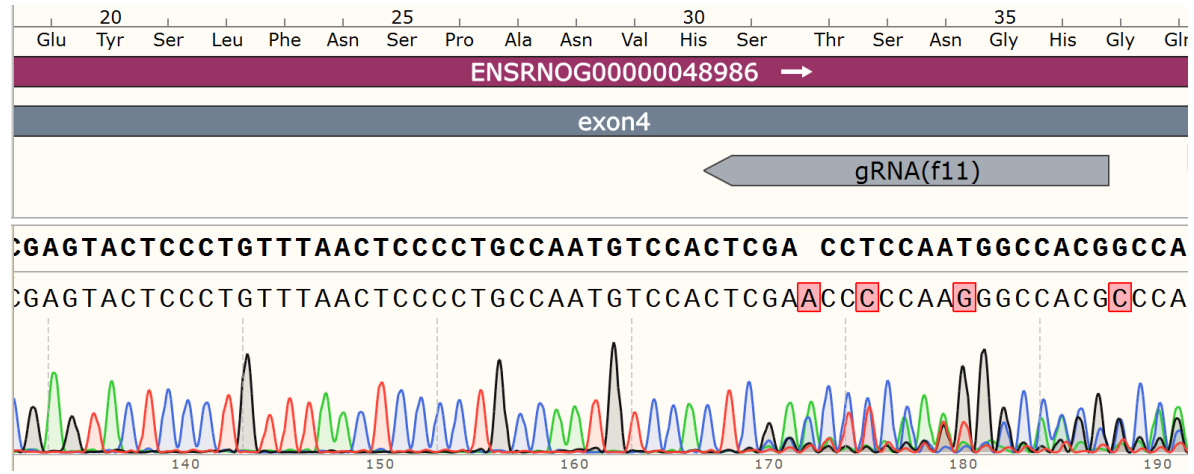 20 25 30 35
Glu Tyr Ser Leu Phe Asn Ser Pro Ala Asn Val His Ser Thr Ser Asn Gly His Gly Gln
ENSRNOG00000048986 →
exon4
gRNA(f11)
CGAGTACTCCCTGTTTAACTCCCCTGCCAATGTCCACTCGA CCTCCAATGGCCACGGCCA
CGAGTACTCCCTGTTTAACTCCCCTGCCAATGTCCACTCGAACCCCCAAGGGCCACGCCCA
140 150 160 170 180 190